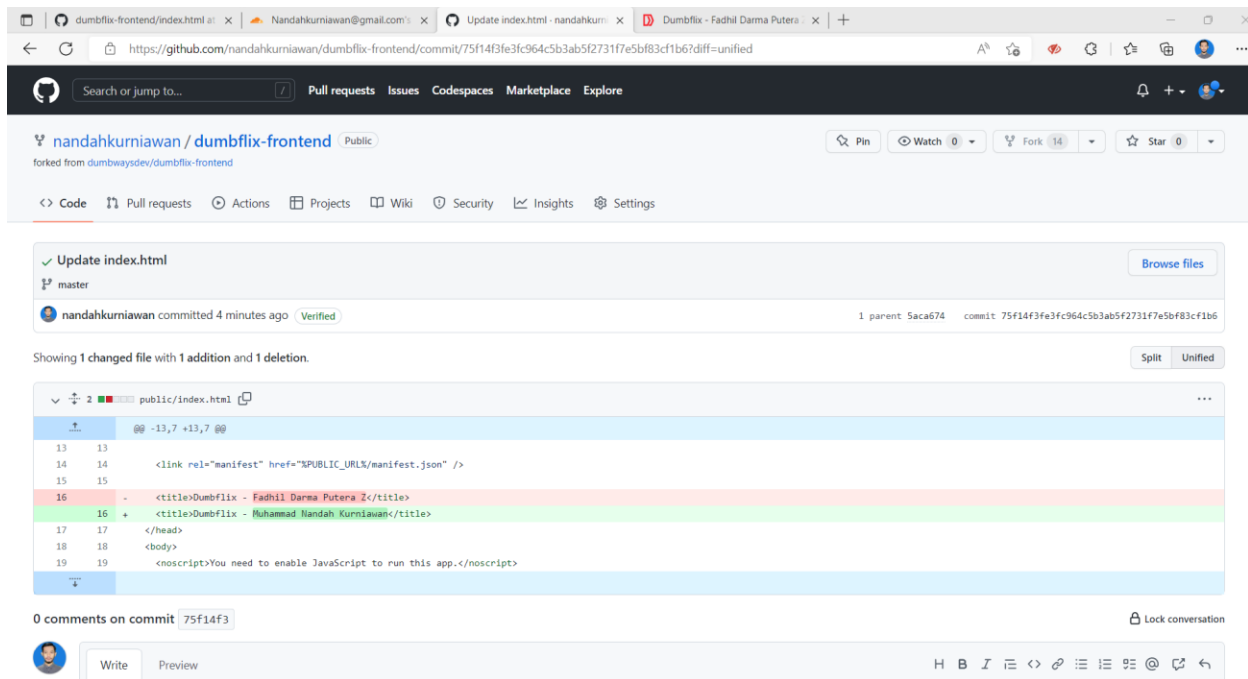 dumbflix-frontend/index.html at
Nandahkurniawan@gmail.com's
Update index.html · nandahkurni
Dumbflix - Fadhil Darma Putera Z
https://github.com/nandahkurniawan/dumbflix-frontend/commit/75f14f3fe3fc964c5b3ab5f2731f7e5bf83cf1b6?diff=unified
Search or jump to... / Pull requests Issues Codespaces Marketplace Explore
nandahkurniawan / dumbflix-frontend Public Pin Watch 0 Fork 14 Star 0
forked from dumbwaysdev/dumbflix-frontend
<> Code Pull requests Actions Projects Wiki Security Insights Settings
Update index.html Browse files
master
nandahkurniawan committed 4 minutes ago Verified 1 parent 5aca674 commit 75f14f3fe3fc964c5b3ab5f2731f7e5bf83cf1b6
Showing 1 changed file with 1 addition and 1 deletion. Split Unified
2 public/index.html ...
@@ -13,7 +13,7 @@
13 13
14 14 <link rel="manifest" href="%PUBLIC_URL%/manifest.json" />
15 15
16 - <title>Dumbflix - Fadhil Darma Putera Z</title>
16 + <title>Dumbflix - Muhammad Nandah Kurniawan</title>
17 17 </head>
18 18 <body>
19 19 <noscript>You need to enable JavaScript to run this app.</noscript>
0 comments on commit 75f14f3 Lock conversation
Write Preview H B I <> @